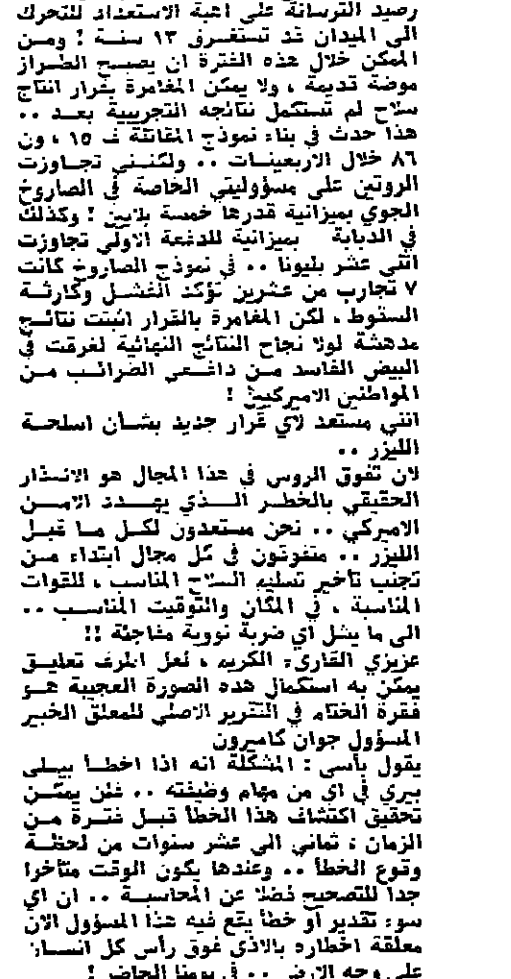 رصيد الترسانة على اهبة الاستعداد للتحرك
الى الميدان قد تستغرق ١٣ سنة ! ومن
الممكن خلال هذه الفترة ان يصبح الطراز
موضة قديمة ، ولا يمكن المغامرة بقرار انتاج
سلاح لم تستكمل نتائجه التجريبية بعد ..
هذا حدث في بناء نموذج المقاتلة ف ١٥ ، ون
٨٦ خلال الاربعينات .. ولكنني تجاوزت
الروتين على مسؤوليتي الخاصة في الصاروخ
الجوي بميزانية قدرها خمسة بلايين ! وكذلك
في الدبابة بميزانية للدفعة الاولى تجاوزت
اثني عشر بليونا .. في نموذج الصاروخ كانت
٧ تجارب من عشرين تؤكد الفشل وكارثة
السقوط ، لكن المغامرة بالقرار اثبتت نتائج
مدهشة لولا نجاح النتائج النهائية لغرقت في
البيض الفاسد من دافعي الضرائب من
المواطنين الاميركيين !
انني مستعد لاي قرار جديد بشأن اسلحة
الليزر ..
لان تفوق الروس في هذا المجال هو الانذار
الحقيقي بالخطر الذي يهدد الامن
الاميركي .. نحن مستعدون لكل ما قبل
الليزر .. متفوقون في كل مجال ابتداء من
تجنب تأخير تسليم السلاح المناسب ، للقوات
المناسبة ، في المكان والتوقيت المناسب ..
الى ما يشل اي ضربة نووية مفاجئة !!
عزيزي القارىء الكريم ، لعل اطرف تعليق
يمكن به استكمال هذه الصورة العجيبة هو
فقرة الختام في التقرير الاصلي للمعلق الخبير
المسؤول جوان كاميرون
يقول بأسى : المشكلة انه اذا اخطأ بيلى
بيري في اي من مهام وظيفته .. فلن يمكن
تحقيق اكتشاف هذا الخطأ قبل فترة من
الزمان ؛ ثماني الى عشر سنوات من لحظة
وقوع الخطأ .. وعندها يكون الوقت متأخرا
جدا للتصحيح فضلا عن المحاسبة .. ان اي
سوء تقدير أو خطأ يقع فيه هذا المسؤول الان
معلقة اخطاره بالاذى فوق رأس كل انسان
على وجه الارض .. في يومنا الحاضر !